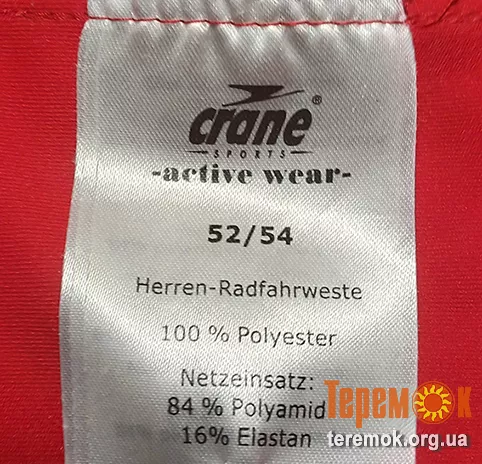 crane®
SPORTS
-active wear-
52/54
Herren-Radfahrweste
100 % Polyester
Netzeinsatz:
84 % Polyamid
16% Elastan
Теремок
teremok.org.ua